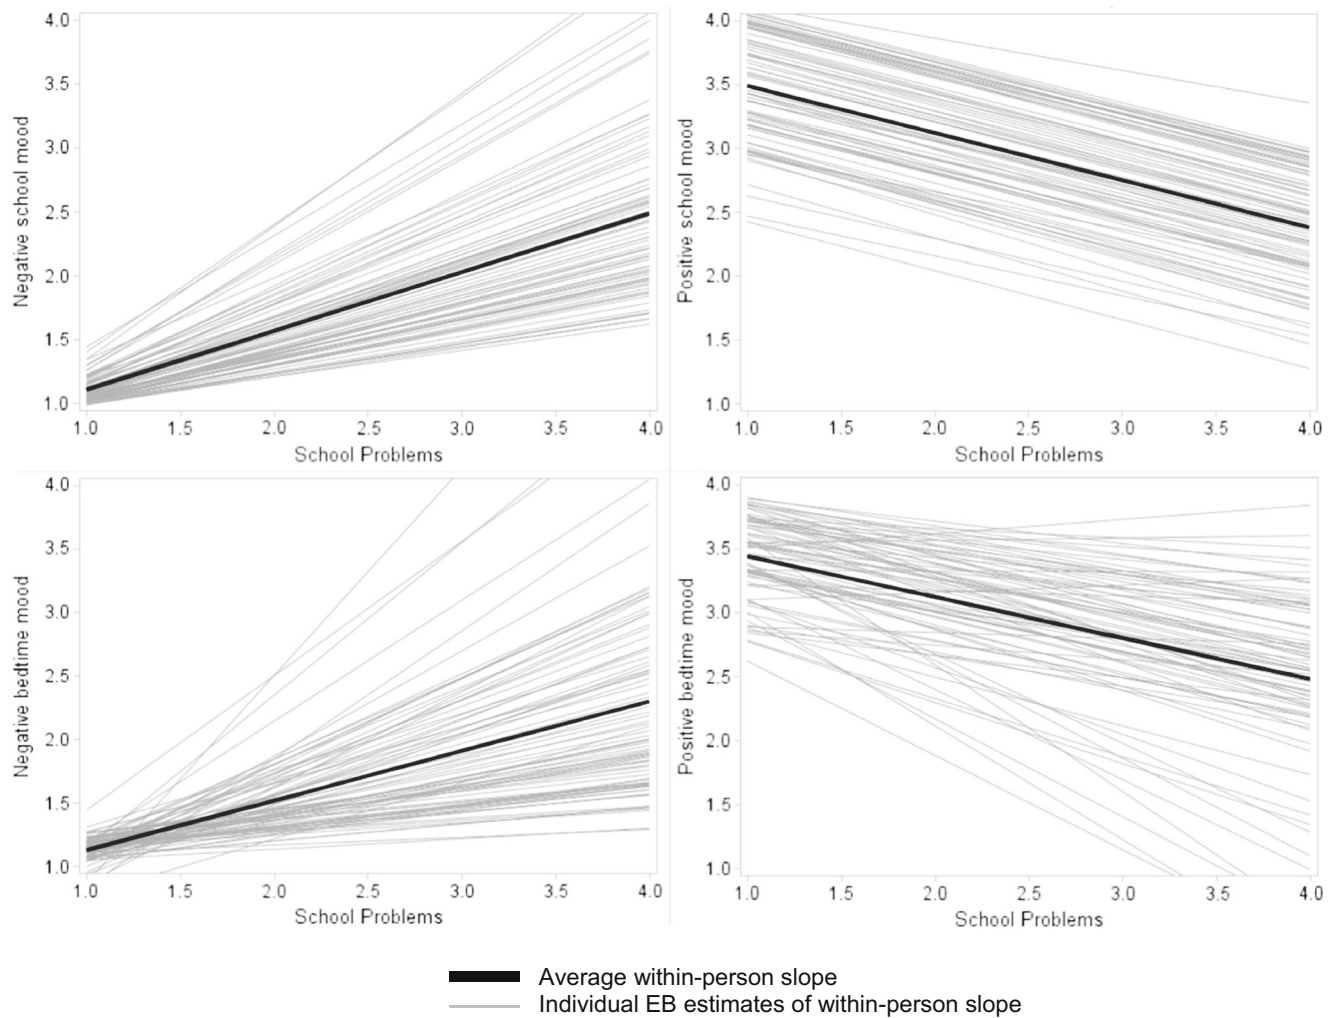 4.0
3.5
3.0
2.5
2.0
1.5
1.0
Negative school mood
1.0 1.5 2.0 2.5 3.0 3.5 4.0
School Problems
4.0
3.5
3.0
2.5
2.0
1.5
1.0
Positive school mood
1.0 1.5 2.0 2.5 3.0 3.5 4.0
School Problems
4.0
3.5
3.0
2.5
2.0
1.5
1.0
Negative bedtime mood
1.0 1.5 2.0 2.5 3.0 3.5 4.0
School Problems
4.0
3.5
3.0
2.5
2.0
1.5
1.0
Positive bedtime mood
1.0 1.5 2.0 2.5 3.0 3.5 4.0
School Problems
Average within-person slope
Individual EB estimates of within-person slope